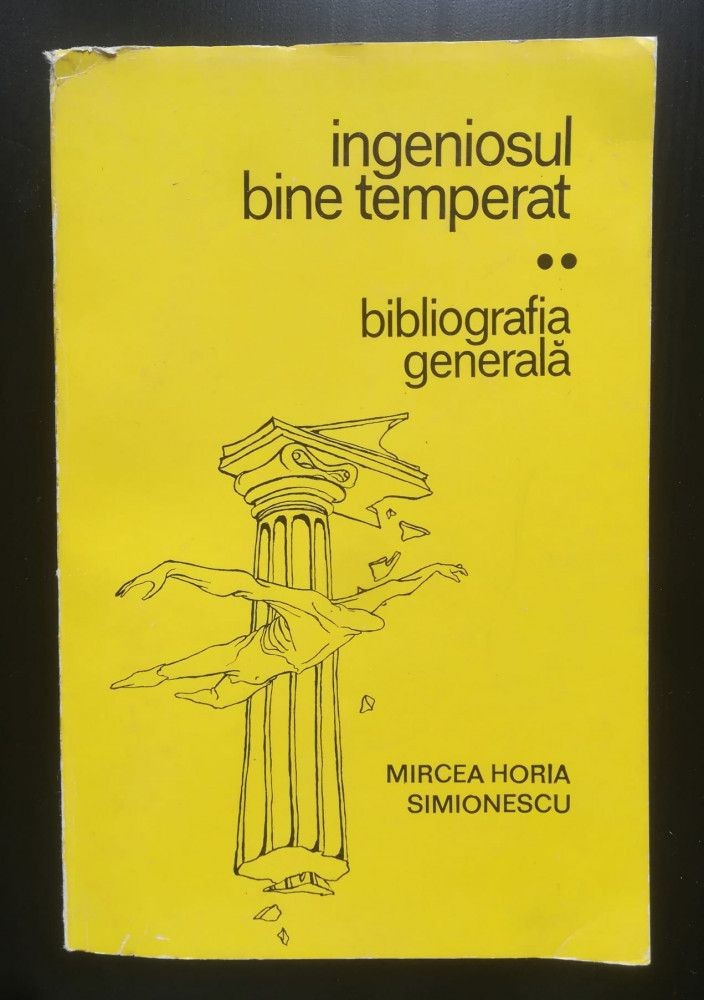 ingeniosul
bine temperat
••
bibliografia
generală
MIRCEA HORIA
SIMIONESCU